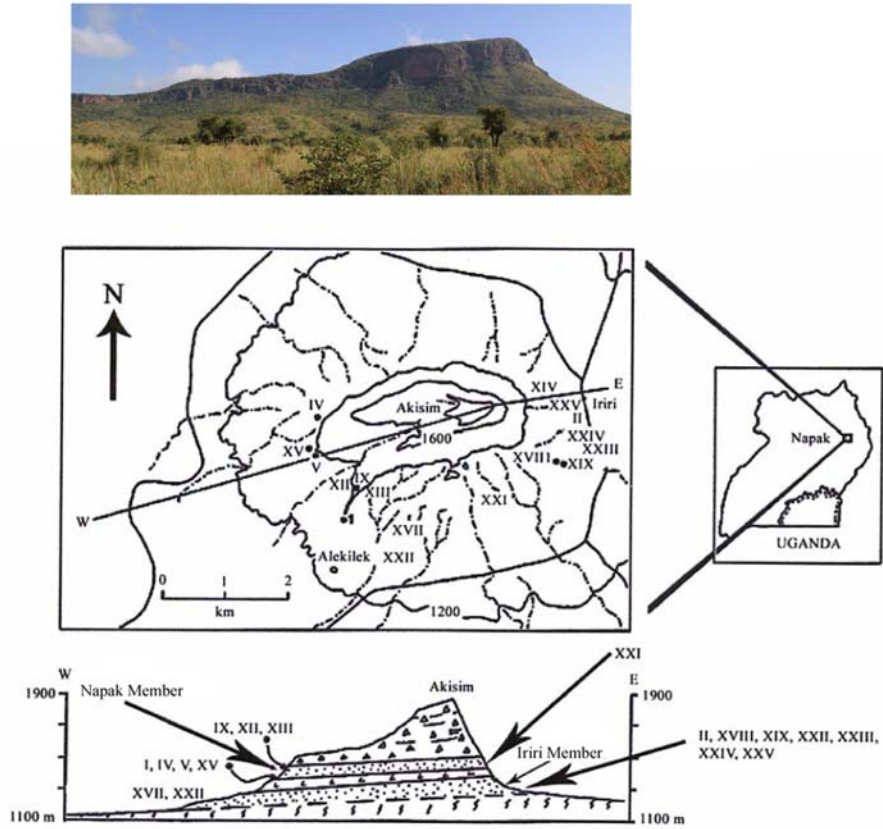 N
XIV
E
XXV
Iriri
IV
Akisim
II
XXIV
1600
XXIII
XV
V
XVIII
XIX
IX
XII
XIII
XXI
W
1
XVII
Alekilek
XXII
0 1 2
km
1200
Napak
UGANDA
W
E
XXI
1900
Napak Member
Akisim
1900
IX, XII, XIII
Iriri Member
II, XVIII, XIX, XXII, XXIII,
XXIV, XXV
I, IV, V, XV
XVII, XXII
1100 m
1100 m